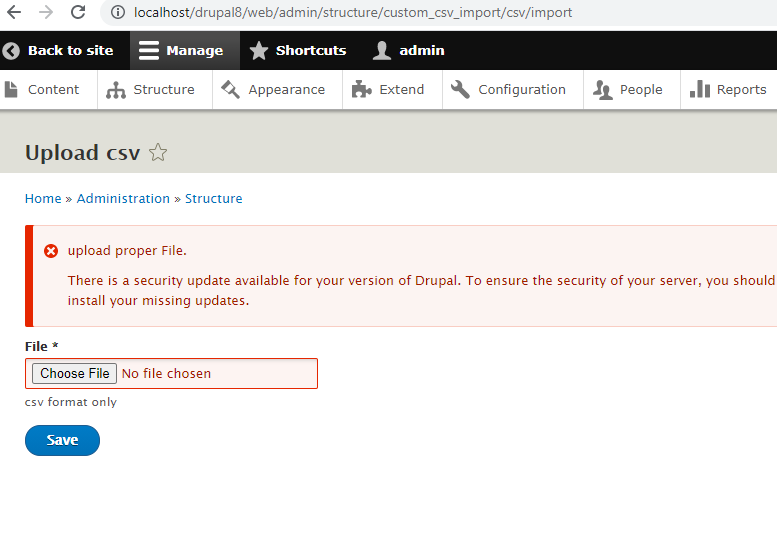 localhost/drupal8/web/admin/structure/custom_csv_import/csv/import
Back to site Manage Shortcuts admin
Content Structure Appearance Extend Configuration People Reports
Upload csv
Home » Administration » Structure
upload proper File.
There is a security update available for your version of Drupal. To ensure the security of your server, you should
install your missing updates.
File *
Choose File No file chosen
csv format only
Save